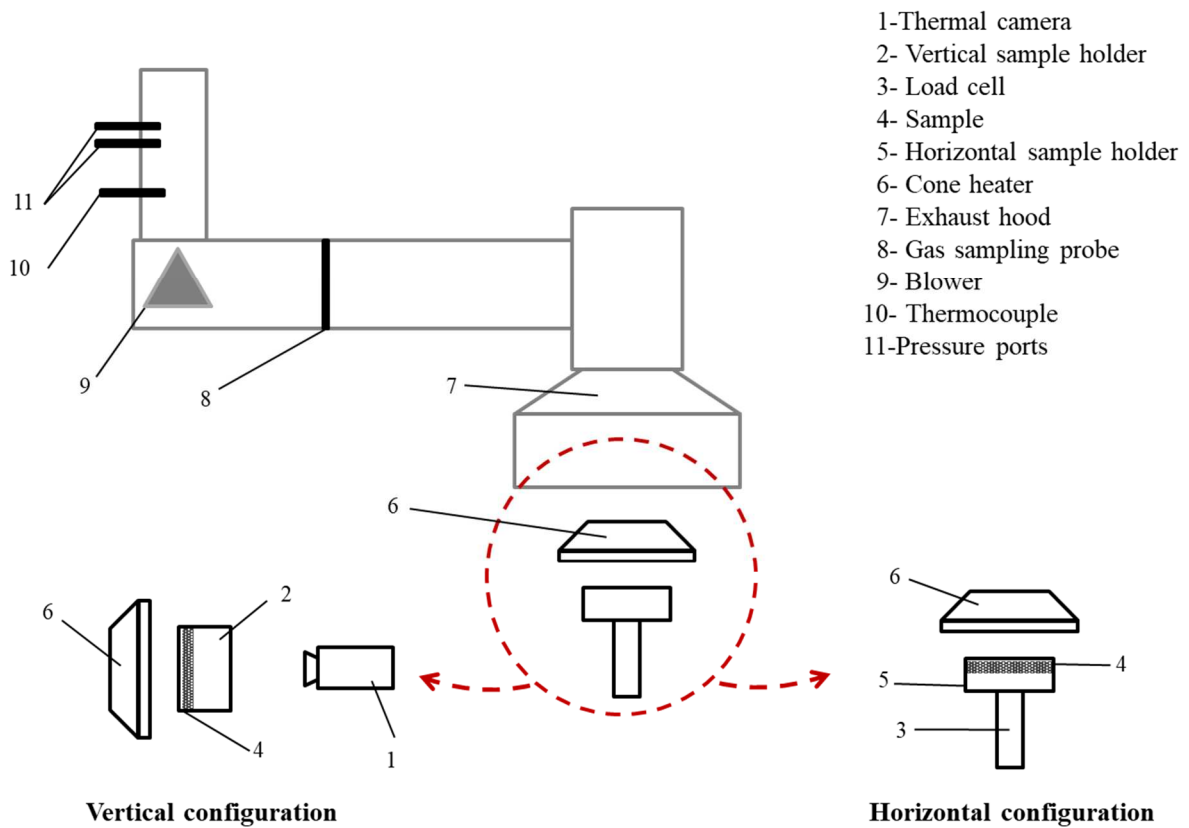 1-Thermal camera
2- Vertical sample holder
3- Load cell
4- Sample
5- Horizontal sample holder
6- Cone heater
7- Exhaust hood
8- Gas sampling probe
9- Blower
10- Thermocouple
11-Pressure ports
11
10
9
8
7
6
6
2
4
1
6
5
4
3
Vertical configuration
Horizontal configuration